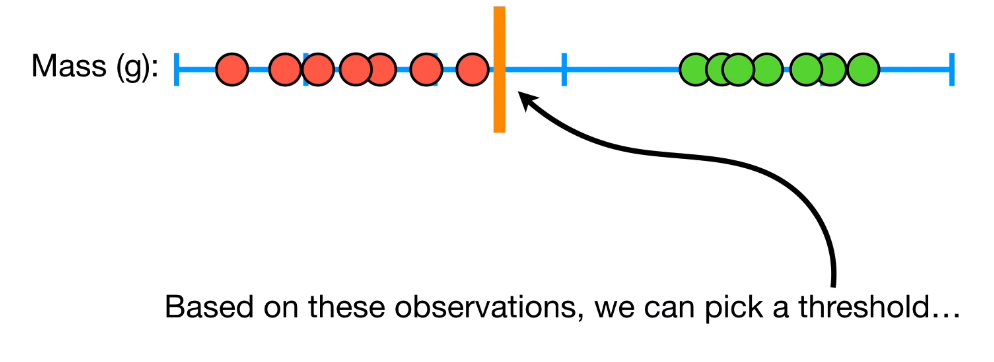 Mass (g):
Based on these observations, we can pick a threshold…